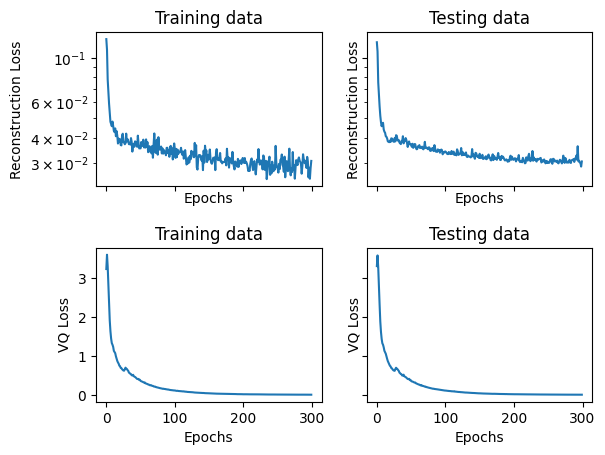 Training data
Testing data
Reconstruction Loss
10⁻¹
6 × 10⁻²
4 × 10⁻²
3 × 10⁻²
Epochs
Reconstruction Loss
Epochs
Training data
Testing data
VQ Loss
3
2
1
0
0 100 200 300
Epochs
VQ Loss
0 100 200 300
Epochs